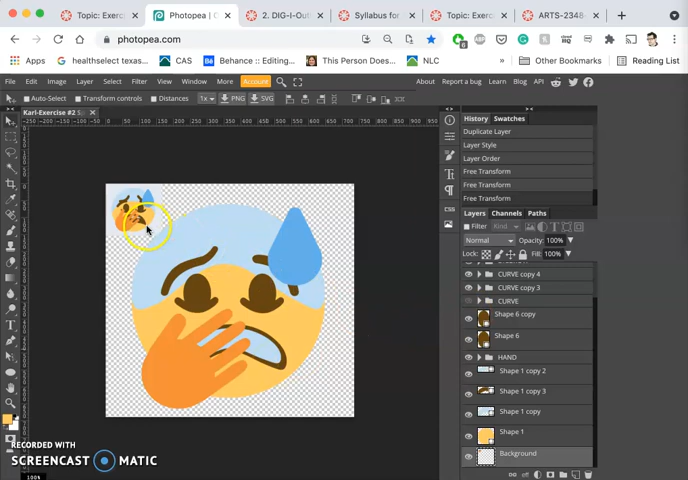 Topic: Exerc
Photopea |
2. DIG-I-Out
Syllabus for
Topic: Exerc
ARTS-2348-
photopea.com
Apps
healthselect texas...
CAS
Behance :: Editing...
This Person Does...
NLC
Other Bookmarks
Reading List
File Edit Image Layer Select Filter View Window More Account
About Report a bug Learn Blog API
Auto-Select Transform controls Distances 1x PNG SVG
Karl-Exercise #2 S
History Swatches
Duplicate Layer
Layer Style
Layer Order
Free Transform
Free Transform
Free Transform
CSS
Layers Channels Paths
Filter Kind
Normal Opacity: 100%
Lock: Fill: 100%
CURVE copy 4
CURVE copy 3
CURVE
Shape 6 copy
Shape 6
HAND
Shape 1 copy 2
Shape 1 copy 3
Shape 1 copy
Shape 1
Background
RECORDED WITH
SCREENCAST MATIC
100%